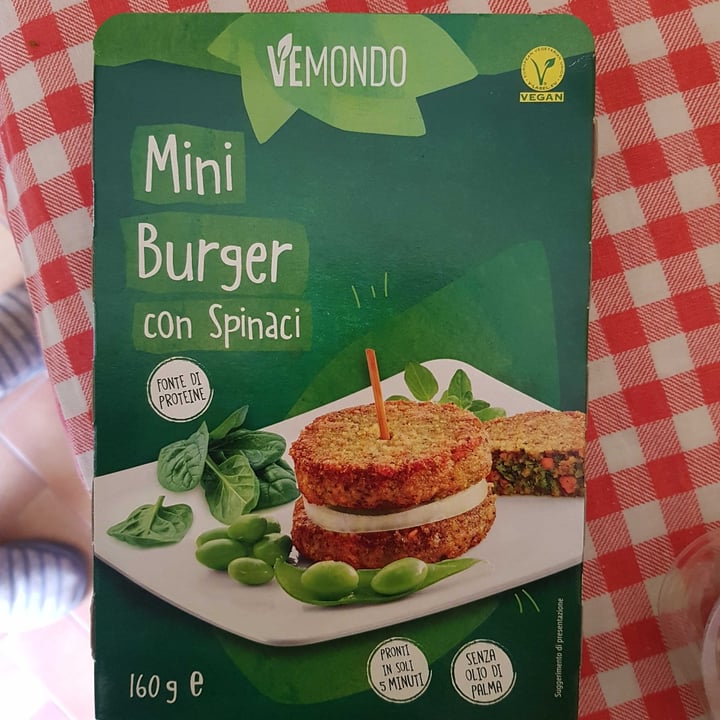 VEMONDO
VEGAN
Mini
Burger
con Spinaci
FONTE DI
PROTEINE
PRONTI
IN SOLI
5 MINUTI
SENZA
OLIO DI
PALMA
160 g e
Suggerimento di presentazione